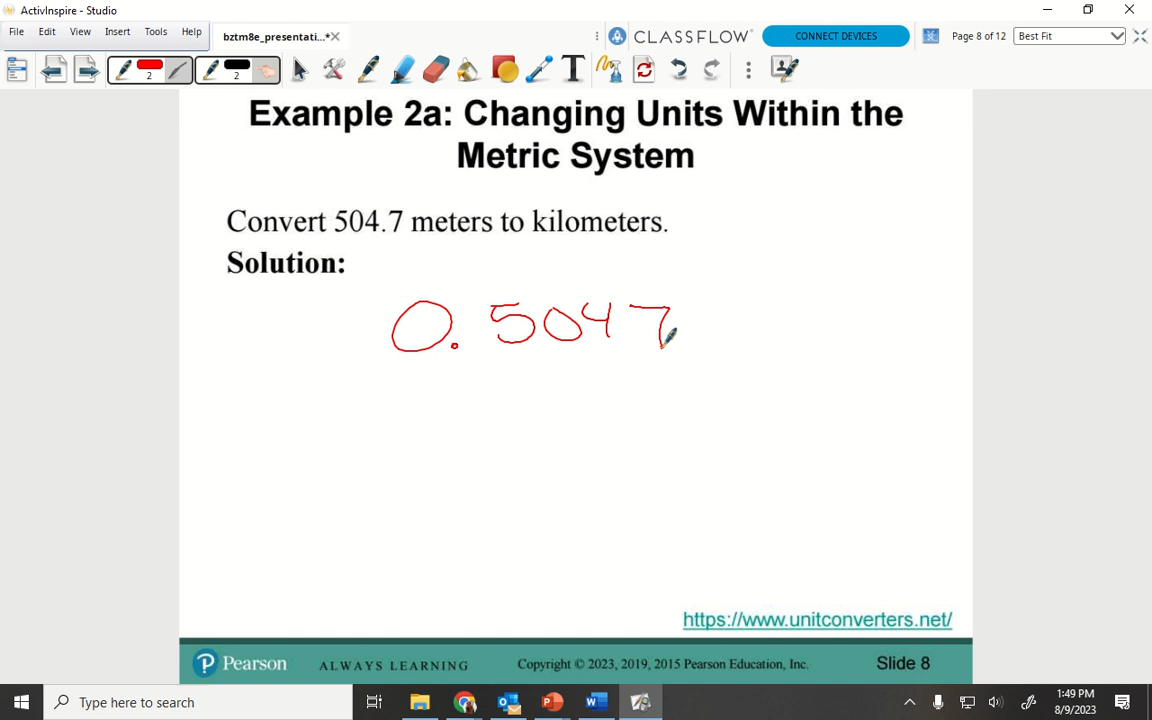 ActivInspire - Studio
File Edit View Insert Tools Help
bztm8e_presentati...*
CLASSFLOW
CONNECT DEVICES
Page 8 of 12
Best Fit
2
2
Example 2a: Changing Units Within the
Metric System
Convert 504.7 meters to kilometers.
Solution:
0.5047
https://www.unitconverters.net/
Pearson
ALWAYS LEARNING
Copyright © 2023, 2019, 2015 Pearson Education, Inc.
Slide 8
Type here to search
1:49 PM
8/9/2023